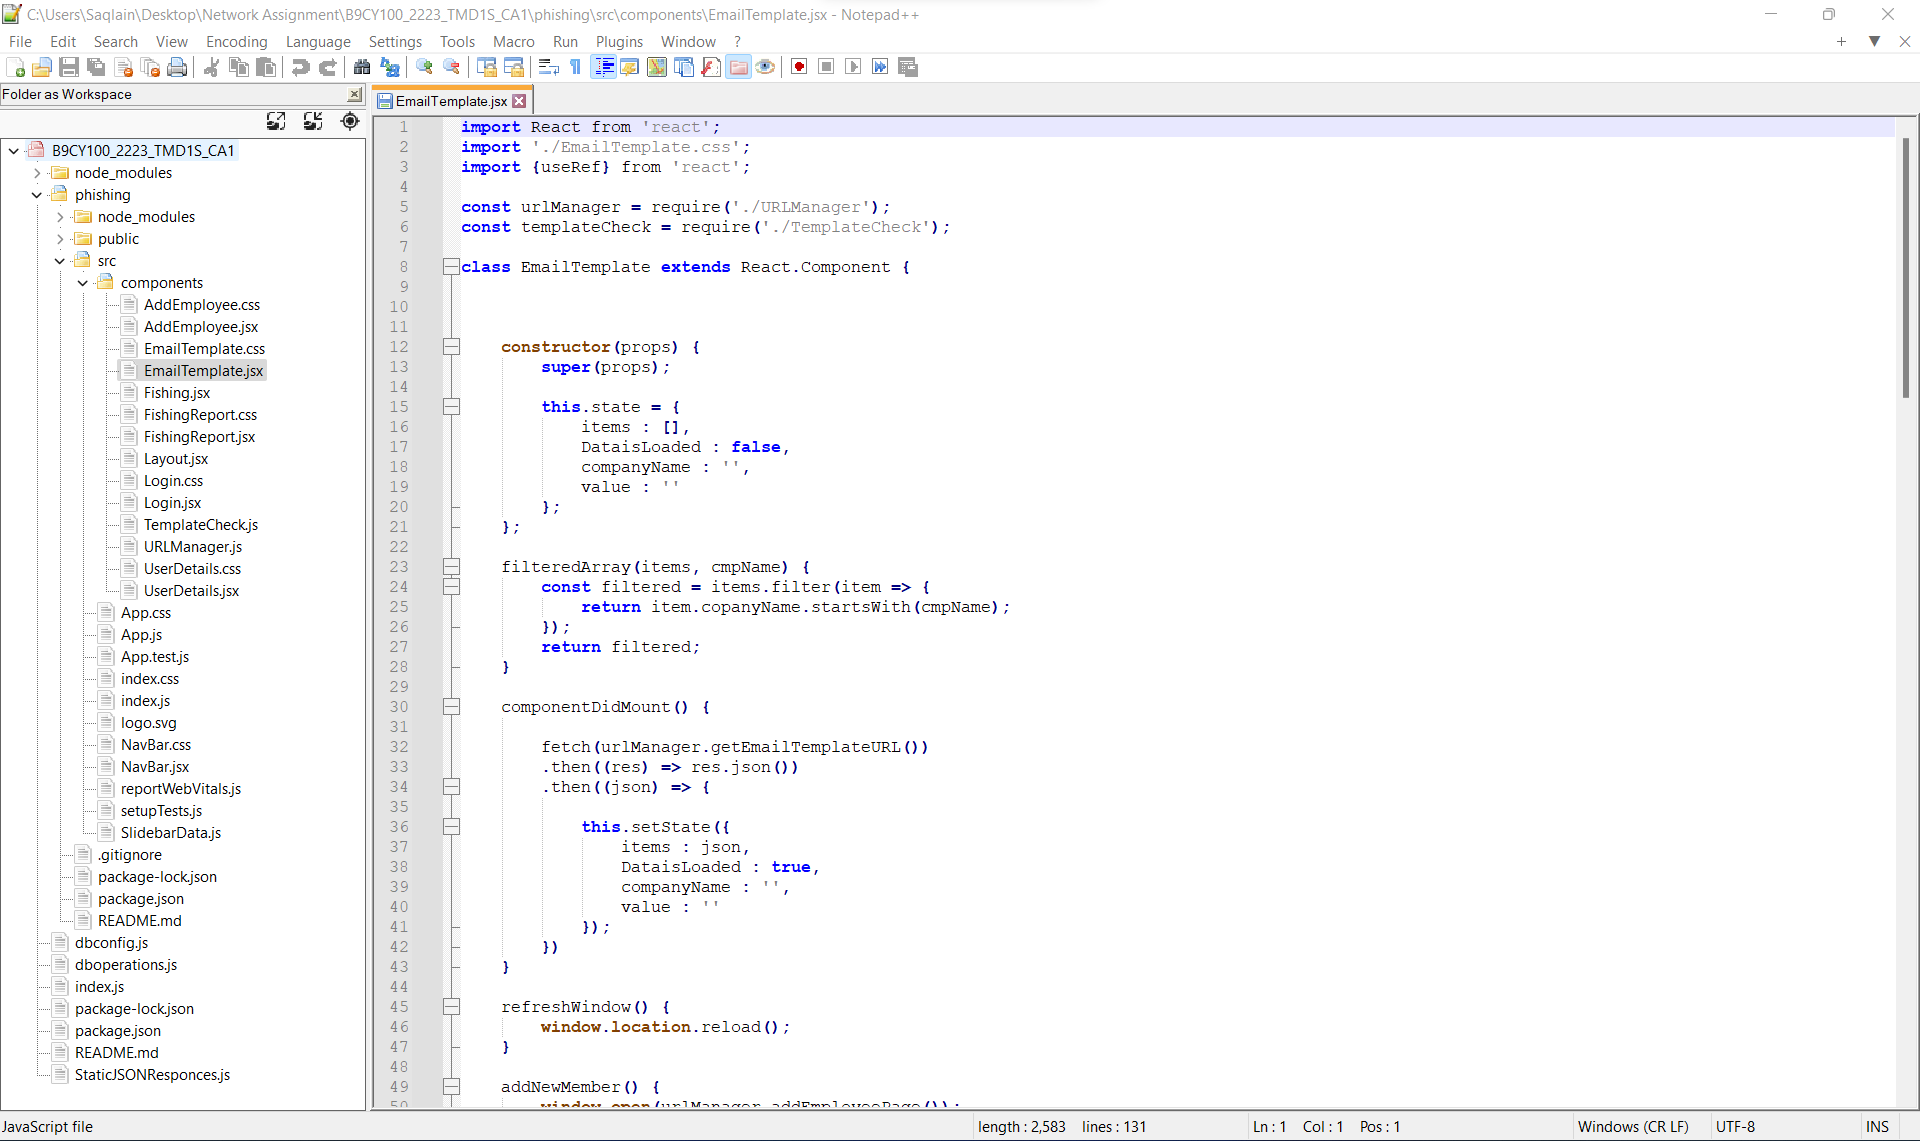 C:\Users\Saqlain\Desktop\Network Assignment\B9CY100_2223_TMD1S_CA1\phishing\src\components\EmailTemplate.jsx - Notepad++
File Edit Search View Encoding Language Settings Tools Macro Run Plugins Window ?
Folder as Workspace
B9CY100_2223_TMD1S_CA1
node_modules
phishing
node_modules
public
src
components
AddEmployee.css
AddEmployee.jsx
EmailTemplate.css
EmailTemplate.jsx
Fishing.jsx
FishingReport.css
FishingReport.jsx
Layout.jsx
Login.css
Login.jsx
TemplateCheck.js
URLManager.js
UserDetails.css
UserDetails.jsx
App.css
App.js
App.test.js
index.css
index.js
logo.svg
NavBar.css
NavBar.jsx
reportWebVitals.js
setupTests.js
SlidebarData.js
.gitignore
package-lock.json
package.json
README.md
dbconfig.js
dboperations.js
index.js
package-lock.json
package.json
README.md
StaticJSONResponces.js
EmailTemplate.jsx
1 import React from 'react';
2 import './EmailTemplate.css';
3 import {useRef} from 'react';
4
5 const urlManager = require('./URLManager');
6 const templateCheck = require('./TemplateCheck');
7
8 class EmailTemplate extends React.Component {
9
10
11
12 constructor(props) {
13 super(props);
14
15 this.state = {
16 items : [],
17 DataisLoaded : false,
18 companyName : '',
19 value : ''
20 };
21 };
22
23 filteredArray(items, cmpName) {
24 const filtered = items.filter(item => {
25 return item.copanyName.startsWith(cmpName);
26 });
27 return filtered;
28 }
29
30 componentDidMount() {
31
32 fetch(urlManager.getEmailTemplateURL())
33 .then((res) => res.json())
34 .then((json) => {
35
36 this.setState({
37 items : json,
38 DataisLoaded : true,
39 companyName : '',
40 value : ''
41 });
42 })
43 }
44
45 refreshWindow() {
46 window.location.reload();
47 }
48
49 addNewMember() {
50 window.open(urlManager.addEmployeePage());
JavaScript file length : 2,583 lines : 131 Ln : 1 Col : 1 Pos : 1 Windows (CR LF) UTF-8 INS